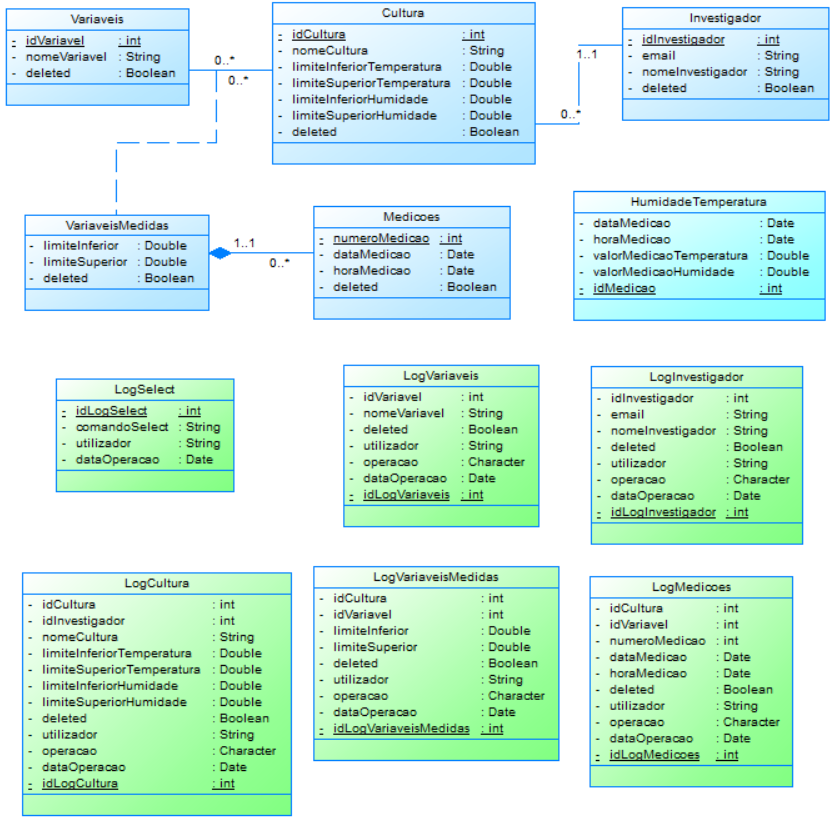 Variaveis
- idVariavel : int
- nomeVariavel : String
- deleted : Boolean
0..*
0..*
Cultura
- idCultura : int
- nomeCultura : String
- limiteInferiorTemperatura : Double
- limiteSuperiorTemperatura : Double
- limiteInferiorHumidade : Double
- limiteSuperiorHumidade : Double
- deleted : Boolean
1..1
0..*
Investigador
- idInvestigador : int
- email : String
- nomeInvestigador : String
- deleted : Boolean
VariaveisMedidas
- limiteInferior : Double
- limiteSuperior : Double
- deleted : Boolean
1..1
0..*
Medicoes
- numeroMedicao : int
- dataMedicao : Date
- horaMedicao : Date
- deleted : Boolean
HumidadeTemperatura
- dataMedicao : Date
- horaMedicao : Date
- valorMedicaoTemperatura : Double
- valorMedicaoHumidade : Double
- idMedicao : int
LogSelect
- idLogSelect : int
- comandoSelect : String
- utilizador : String
- dataOperacao : Date
LogVariaveis
- idVariavel : int
- nomeVariavel : String
- deleted : Boolean
- utilizador : String
- operacao : Character
- dataOperacao : Date
- idLogVariaveis : int
LogInvestigador
- idInvestigador : int
- email : String
- nomeInvestigador : String
- deleted : Boolean
- utilizador : String
- operacao : Character
- dataOperacao : Date
- idLogInvestigador : int
LogCultura
- idCultura : int
- idInvestigador : int
- nomeCultura : String
- limiteInferiorTemperatura : Double
- limiteSuperiorTemperatura : Double
- limiteInferiorHumidade : Double
- limiteSuperiorHumidade : Double
- deleted : Boolean
- utilizador : String
- operacao : Character
- dataOperacao : Date
- idLogCultura : int
LogVariaveisMedidas
- idCultura : int
- idVariavel : int
- limiteInferior : Double
- limiteSuperior : Double
- deleted : Boolean
- utilizador : String
- operacao : Character
- dataOperacao : Date
- idLogVariaveisMedidas : int
LogMedicoes
- idCultura : int
- idVariavel : int
- numeroMedicao : int
- dataMedicao : Date
- horaMedicao : Date
- deleted : Boolean
- utilizador : String
- operacao : Character
- dataOperacao : Date
- idLogMedicoes : int